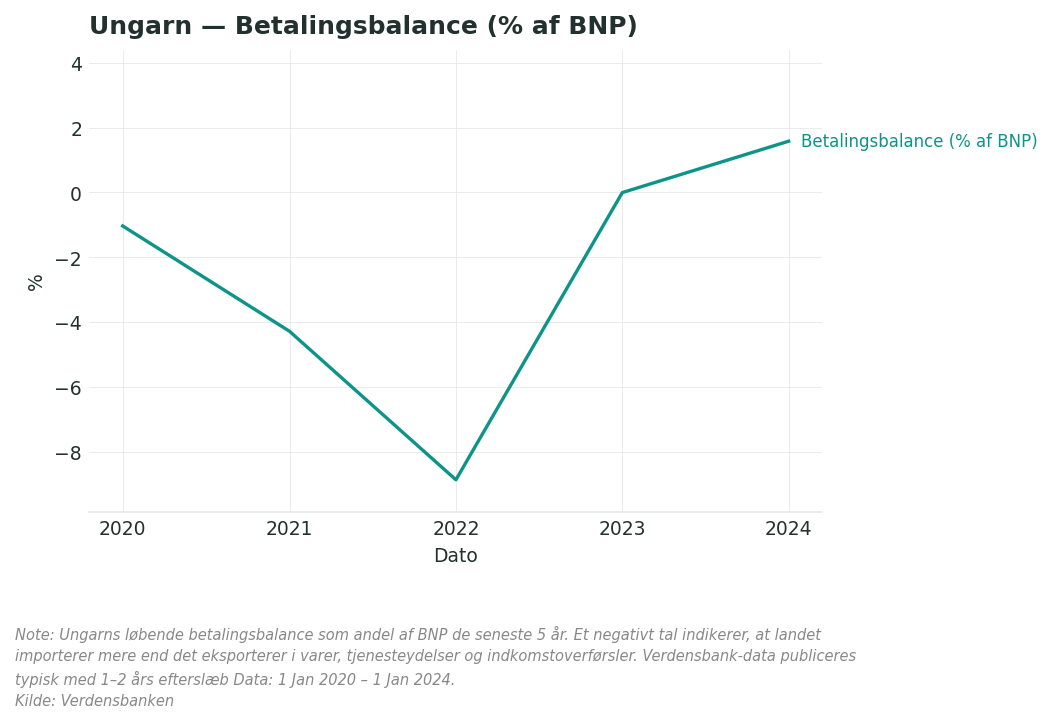 Ungarn — Betalingsbalance (% af BNP)
4
2
0
−2
−4
−6
−8
%
Betalingsbalance (% af BNP)
2020 2021 2022 2023 2024
Dato
Note: Ungarns løbende betalingsbalance som andel af BNP de seneste 5 år. Et negativt tal indikerer, at landet
importerer mere end det eksporterer i varer, tjenesteydelser og indkomstoverførsler. Verdensbank-data publiceres
typisk med 1–2 års efterslæb Data: 1 Jan 2020 – 1 Jan 2024.
Kilde: Verdensbanken